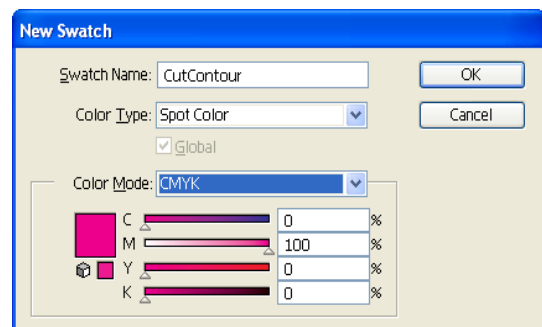 New Swatch
Swatch Name: CutContour OK
Color Type: Spot Color Cancel
Global
Color Mode: CMYK
C 0 %
M 100 %
Y 0 %
K 0 %